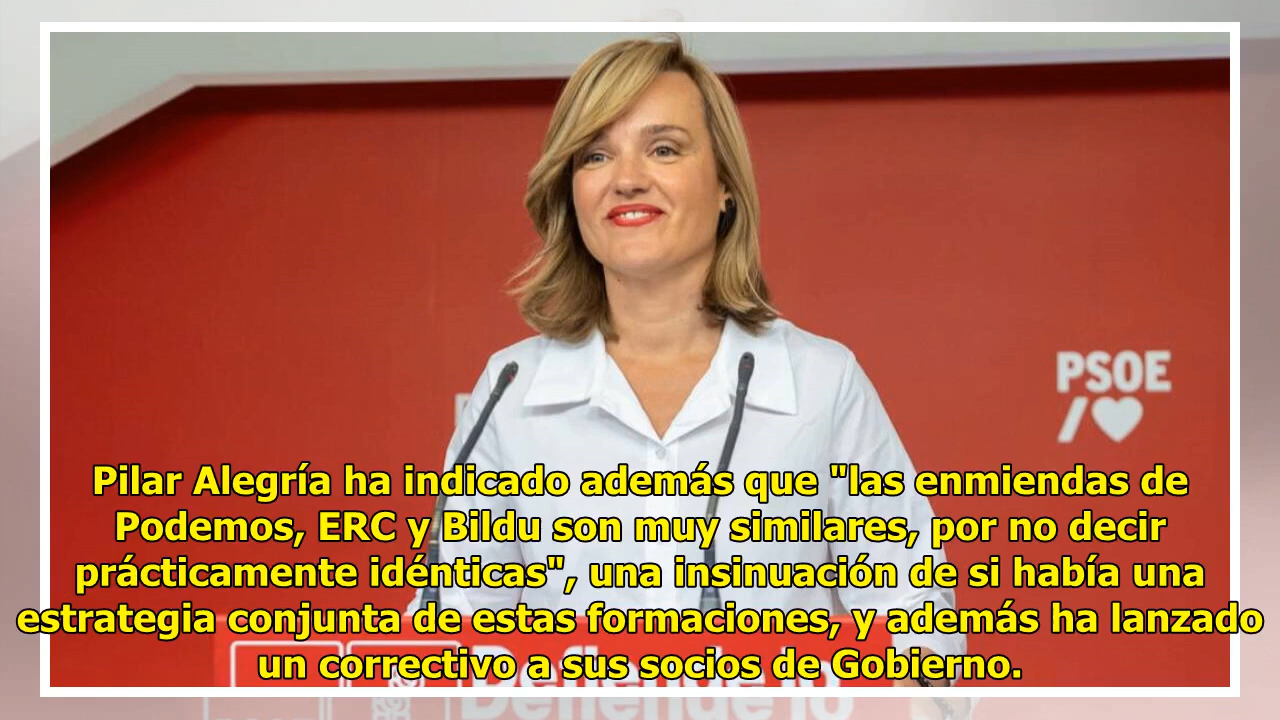 PSOE
Pilar Alegría ha indicado además que "las enmiendas de
Podemos, ERC y Bildu son muy similares, por no decir
prácticamente idénticas", una insinuación de si había una
estrategia conjunta de estas formaciones, y además ha lanzado
un correctivo a sus socios de Gobierno.